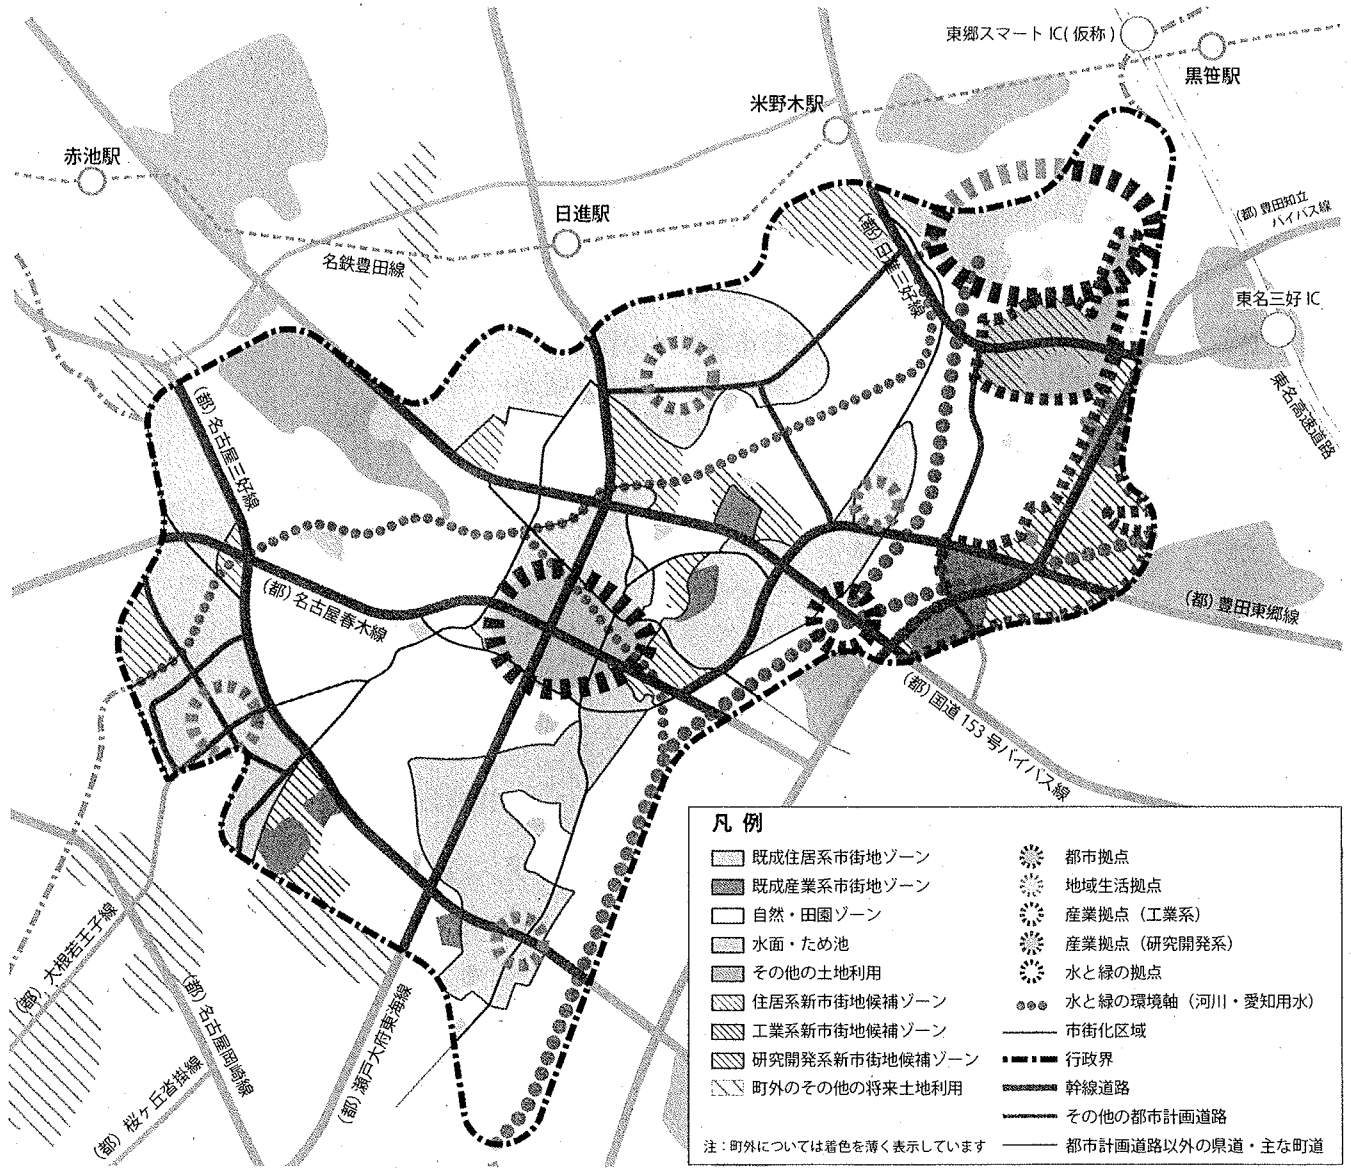 東郷スマートIC(仮称)
黒笹駅
米野木駅
赤池駅
日進駅
(都)豊田知立
バイパス線
名鉄豊田線
(都)日進三好線
東名三好IC
東名高速道路
(都)名古屋三好線
(都)名古屋春木線
(都)豊田東郷線
(都)国道153号バイパス線
(都)大根若王子線
(都)名古屋岡崎線
(都)桜ヶ丘沓掛線
(都)瀬戸大府東海線
凡例
既成住居系市街地ゾーン
既成産業系市街地ゾーン
自然・田園ゾーン
水面・ため池
その他の土地利用
住居系新市街地候補ゾーン
工業系新市街地候補ゾーン
研究開発系新市街地候補ゾーン
町外のその他の将来土地利用
注：町外については着色を薄く表示しています
都市拠点
地域生活拠点
産業拠点（工業系）
産業拠点（研究開発系）
水と緑の拠点
水と緑の環境軸（河川・愛知用水）
市街化区域
行政界
幹線道路
その他の都市計画道路
都市計画道路以外の県道・主な町道